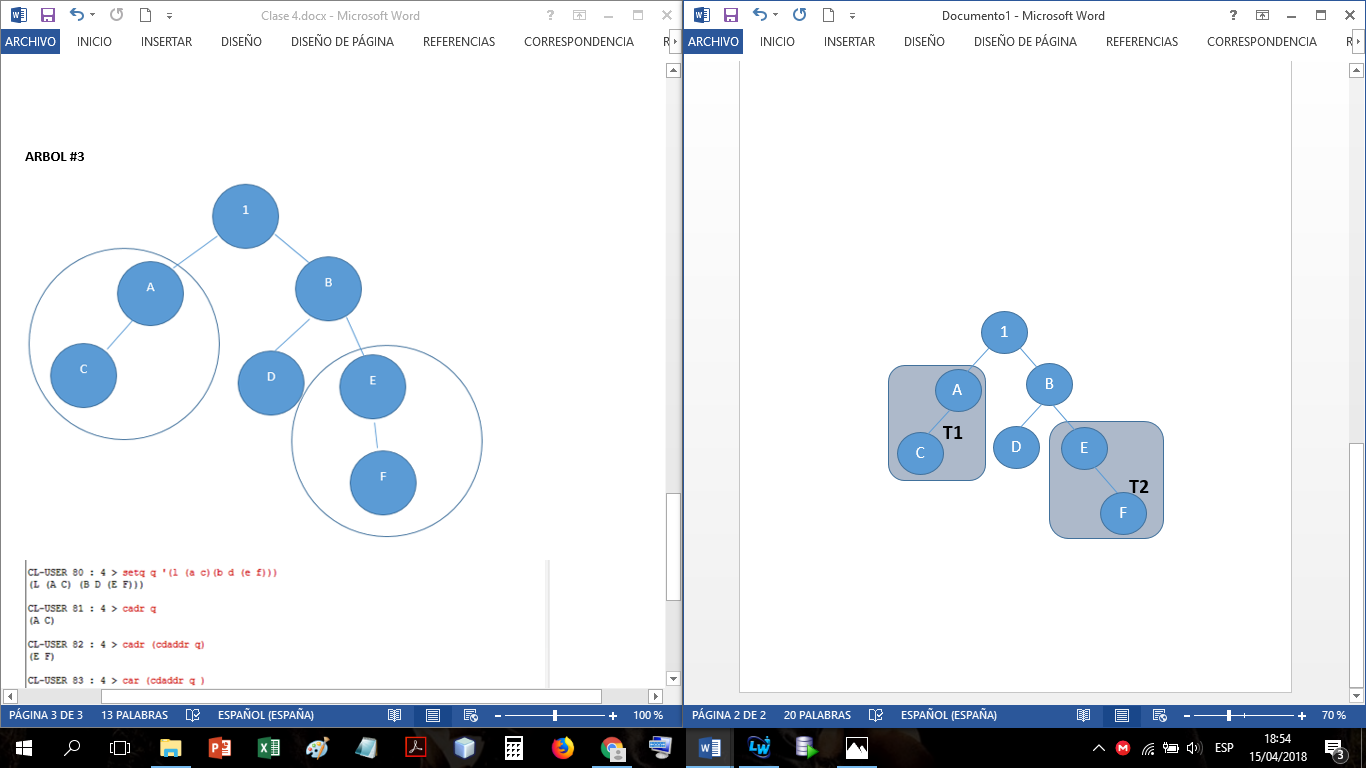 Clase 4.docx - Microsoft Word
ARCHIVO INICIO INSERTAR DISEÑO DISEÑO DE PÁGINA REFERENCIAS CORRESPONDENCIA R
ARBOL #3
1
A
B
C
D
E
F
CL-USER 80 : 4 > setq q '(l (a c)(b d (e f)))
(L (A C) (B D (E F)))
CL-USER 81 : 4 > cadr q
(A C)
CL-USER 82 : 4 > cadr (cdaddr q)
(E F)
CL-USER 83 : 4 > car (cdaddr q )
PÁGINA 3 DE 3 13 PALABRAS ESPAÑOL (ESPAÑA) 100 %
Documento1 - Microsoft Word
ARCHIVO INICIO INSERTAR DISEÑO DISEÑO DE PÁGINA REFERENCIAS CORRESPONDENCIA R
1
A
B
T1
C
D
E
T2
F
PÁGINA 2 DE 2 20 PALABRAS ESPAÑOL (ESPAÑA) 70 %
ESP
18:54
15/04/2018
3